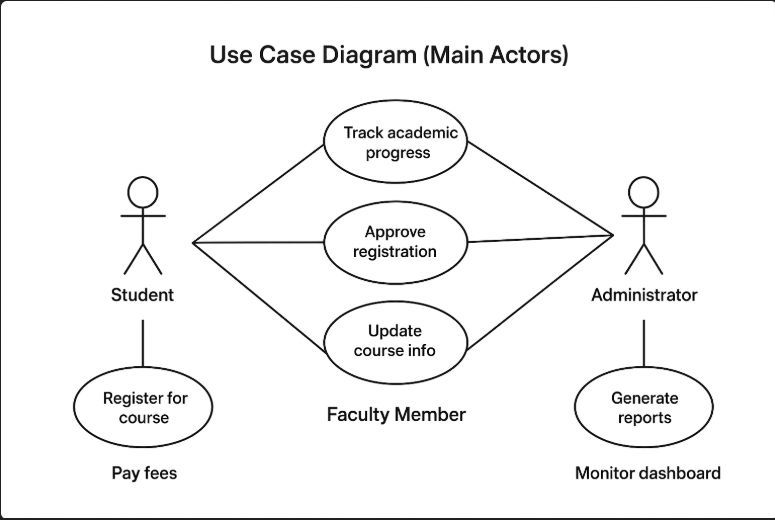 Use Case Diagram (Main Actors)
Track academic
progress
Approve
registration
Update
course info
Student
Administrator
Register for
course
Faculty Member
Generate
reports
Pay fees
Monitor dashboard